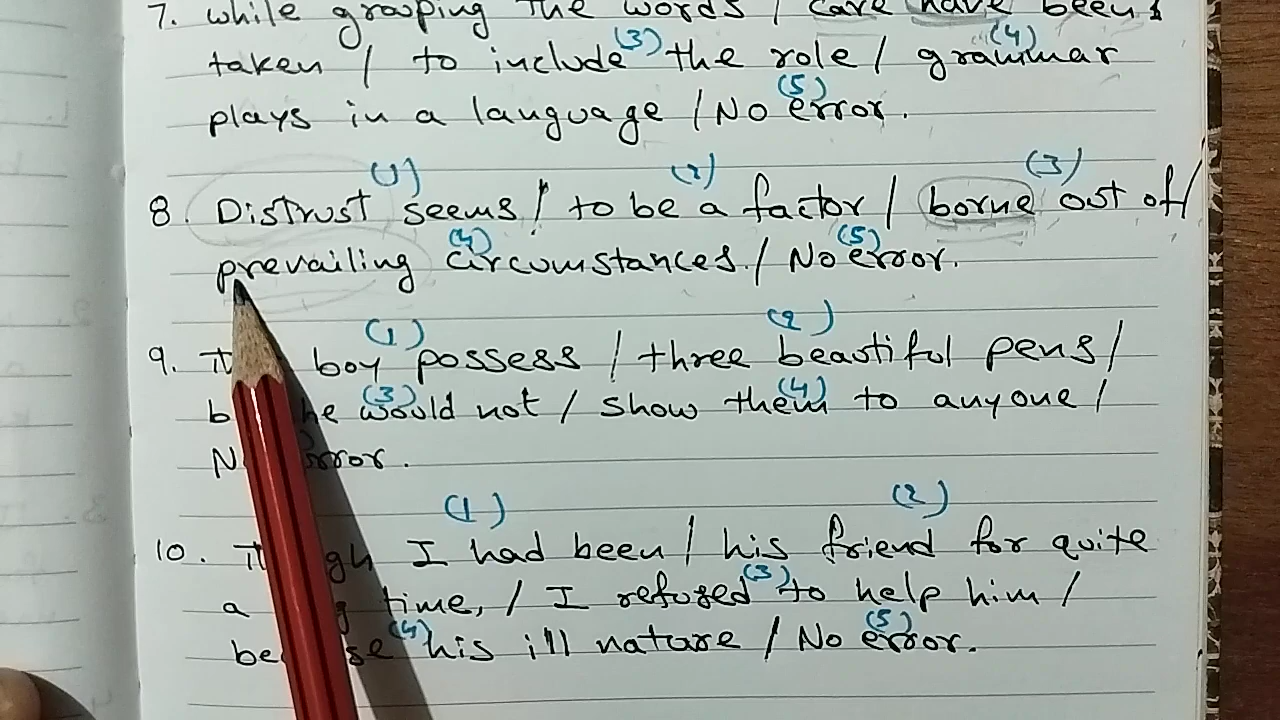 7. While grouping the words / care have been
(3) (4)
taken / to include the role / grammar
(5)
plays in a language / No error.
(1) (2) (3)
8. Distrust seems / to be a factor / borne out of /
(4) (5)
prevailing circumstances. / No error.
(1) (2)
9. boy possess / three beautiful pens /
(3) (4)
he would not / show them to anyone /
error.
(1) (2)
10. I had been / his friend for quite
(3)
a time, / I refused to help him /
(4) (5)
his ill nature / No error.